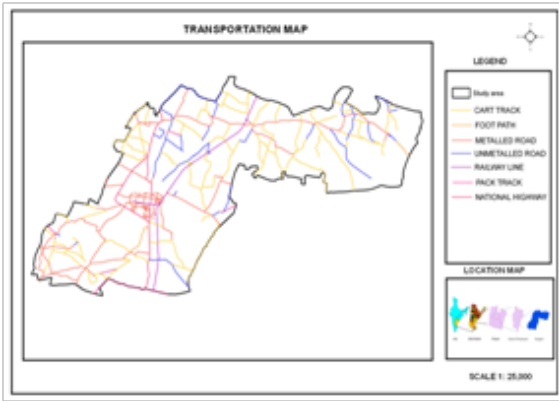 TRANSPORTATION MAP
LEGEND
Study area
CART TRACK
FOOT PATH
METALLED ROAD
UNMETALLED ROAD
RAILWAY LINE
PACK TRACK
NATIONAL HIGHWAY
LOCATION MAP
SCALE 1: 25,000